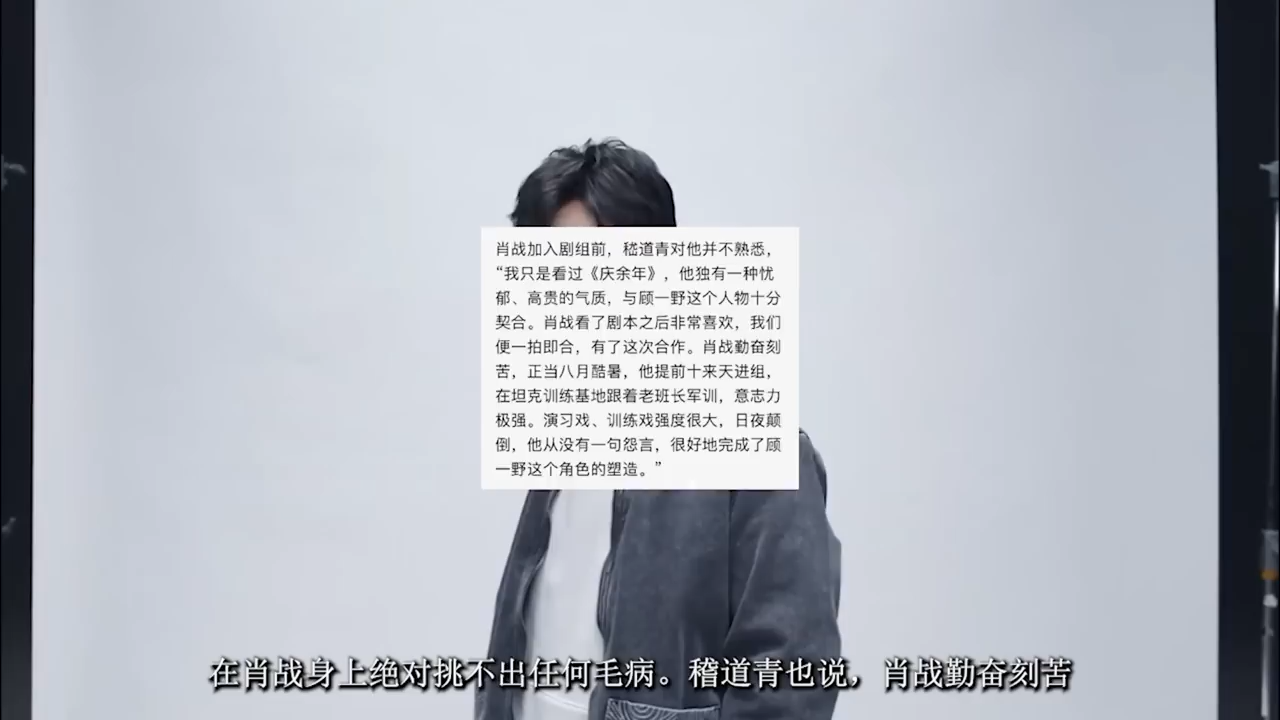 肖战加入剧组前，嵇道青对他并不熟悉，
“我只是看过《庆余年》，他独有一种忧
郁、高贵的气质，与顾一野这个人物十分
契合。肖战看了剧本之后非常喜欢，我们
便一拍即合，有了这次合作。肖战勤奋刻
苦，正当八月酷暑，他提前十来天进组，
在坦克训练基地跟着老班长军训，意志力
极强。演习戏、训练戏强度很大，日夜颠
倒，他从没有一句怨言，很好地完成了顾
一野这个角色的塑造。”
在肖战身上绝对挑不出任何毛病。稽道青也说，肖战勤奋刻苦